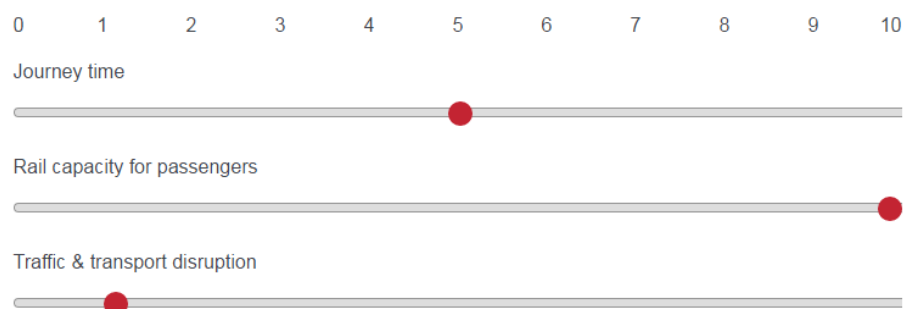 0 1 2 3 4 5 6 7 8 9 10
Journey time
Rail capacity for passengers
Traffic & transport disruption